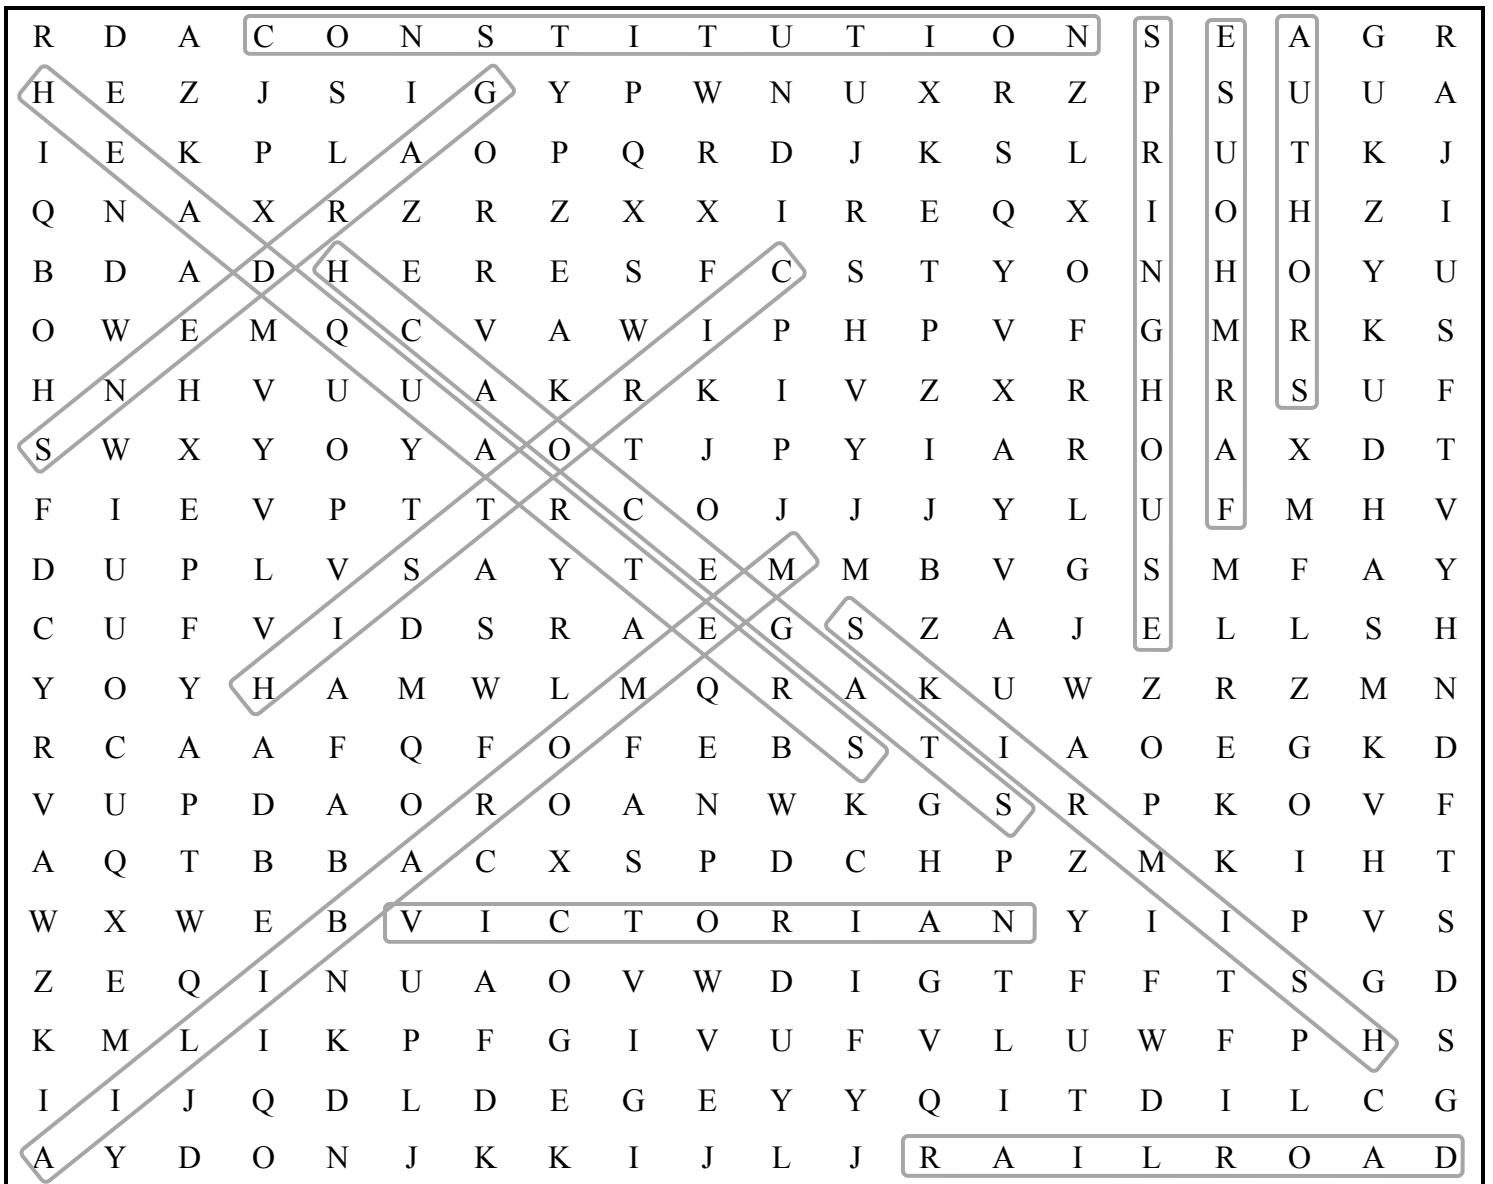 R D A C O N S T I T U T I O N S E A G R
H E Z J S I G Y P W N U X R Z P S U U A
I E K P L A O P Q R D J K S L R U T K J
Q N A X R Z R Z X X I R E Q X I O H Z I
B D A D H E R E S F C S T Y O N H O Y U
O W E M Q C V A W I P H P V F G M R K S
H N H V U U A K R K I V Z X R H R S U F
S W X Y O Y A O T J P Y I A R O A X D T
F I E V P T T R C O J J J Y L U F M H V
D U P L V S A Y T E M M B V G S M F A Y
C U F V I D S R A E G S Z A J E L L S H
Y O Y H A M W L M Q R A K U W Z R Z M N
R C A A F Q F O F E B S T I A O E G K D
V U P D A O R O A N W K G S R P K O V F
A Q T B B A C X S P D C H P Z M K I H T
W X W E B V I C T O R I A N Y I I P V S
Z E Q I N U A O V W D I G T F F T S G D
K M L I K P F G I V U F V L U W F P H S
I I J Q D L D E G E Y Y Q I T D I L C G
A Y D O N J K K I J L J R A I L R O A D